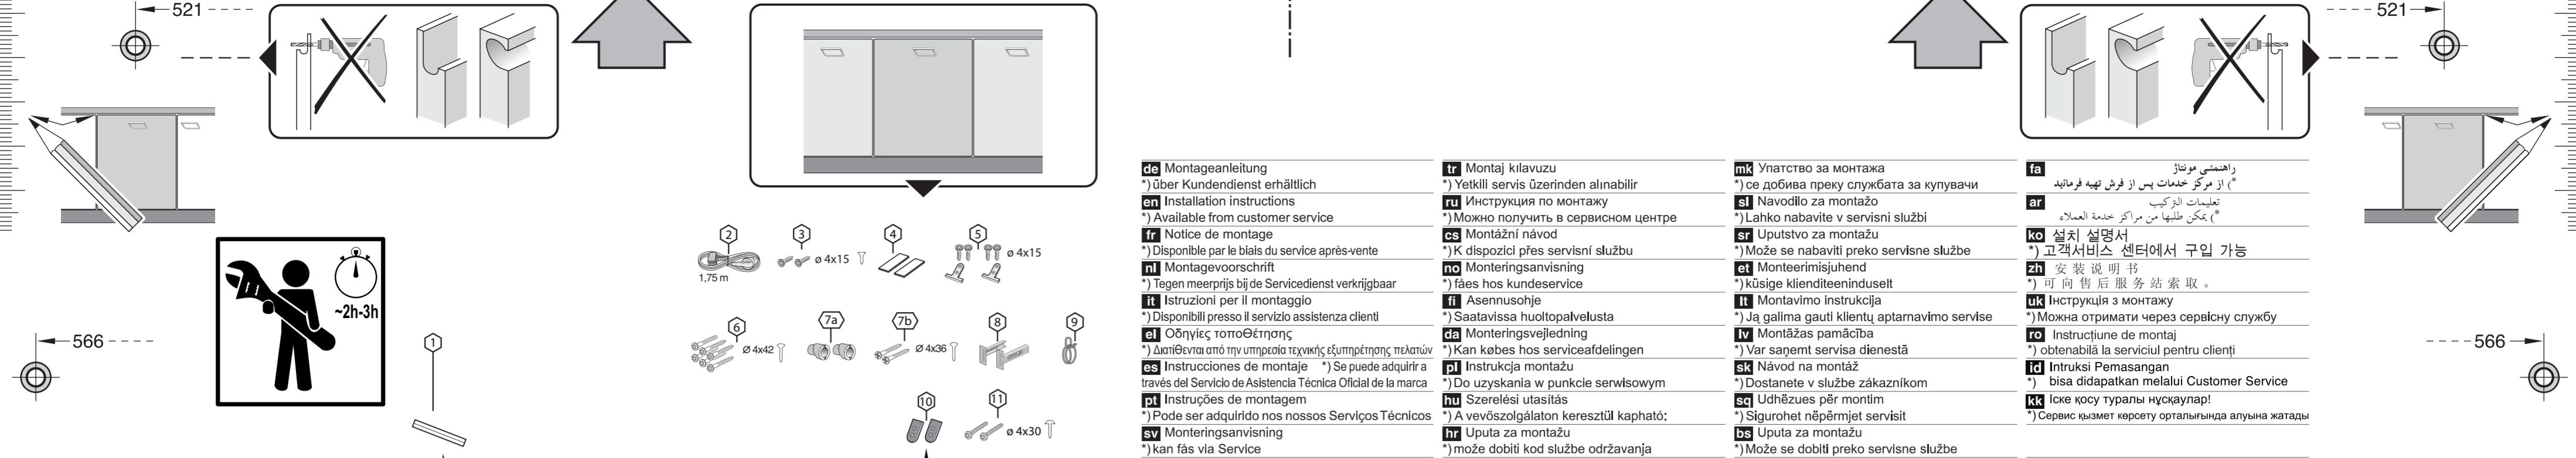 521
521
~2h-3h
566
566
1
2
1,75 m
3
ø 4x15
4
5
ø 4x15
6
Ø 4x42
7a
7b
Ø 4x36
8
9
10
11
ø 4x30
de Montageanleitung
*) über Kundendienst erhältlich
en Installation instructions
*) Available from customer service
fr Notice de montage
*) Disponible par le biais du service après-vente
nl Montagevoorschrift
*) Tegen meerprijs bij de Servicedienst verkrijgbaar
it Istruzioni per il montaggio
*) Disponibili presso il servizio assistenza clienti
el Οδηγίες τοποθέτησης
*) Διατίθενται από την υπηρεσία τεχνικής εξυπηρέτησης πελατών
es Instrucciones de montaje *) Se puede adquirir a
través del Servicio de Asistencia Técnica Oficial de la marca
pt Instruções de montagem
*) Pode ser adquirido nos nossos Serviços Técnicos
sv Monteringsanvisning
*) kan fås via Service
tr Montaj kılavuzu
*) Yetkili servis üzerinden alınabilir
ru Инструкция по монтажу
*) Можно получить в сервисном центре
cs Montážní návod
*) K dispozici přes servisní službu
no Monteringsanvisning
*) fåes hos kundeservice
fi Asennusohje
*) Saatavissa huoltopalvelusta
da Monteringsvejledning
*) Kan købes hos serviceafdelingen
pl Instrukcja montażu
*) Do uzyskania w punkcie serwisowym
hu Szerelési utasítás
*) A vevőszolgálaton keresztül kapható:
hr Uputa za montažu
*) može dobiti kod službe održavanja
mk Упатство за монтажа
*) се добива преку службата за купувачи
sl Navodilo za montažo
*) Lahko nabavite v servisni službi
sr Uputstvo za montažu
*) Može se nabaviti preko servisne službe
et Monteerimisjuhend
*) küsige klienditeeninduselt
lt Montavimo instrukcija
*) Ją galima gauti klientų aptarnavimo servise
lv Montāžas pamācība
*) Var saņemt servisa dienestā
sk Návod na montáž
*) Dostanete v službe zákazníkom
sq Udhëzues për montim
*) Sigurohet nëpërmjet servisit
bs Uputa za montažu
*) Može se dobiti preko servisne službe
fa راهنمئی مونتاژ
*) از مرکز خدمات پس از فرش تهیه فرمائید
ar تعليمات التركيب
*) يمكن طلبها من مراكز خدمة العملاء
ko 설치 설명서
*) 고객서비스 센터에서 구입 가능
zh 安装说明书
*) 可向售后服务站索取。
uk Інструкція з монтажу
*) Можна отримати через сервісну службу
ro Instrucțiune de montaj
*) obtenabilă la serviciul pentru clienți
id Intruksi Pemasangan
*) bisa didapatkan melalui Customer Service
kk Іске қосу туралы нұсқаулар!
*) Сервис қызмет көрсету орталығында алуына жатады